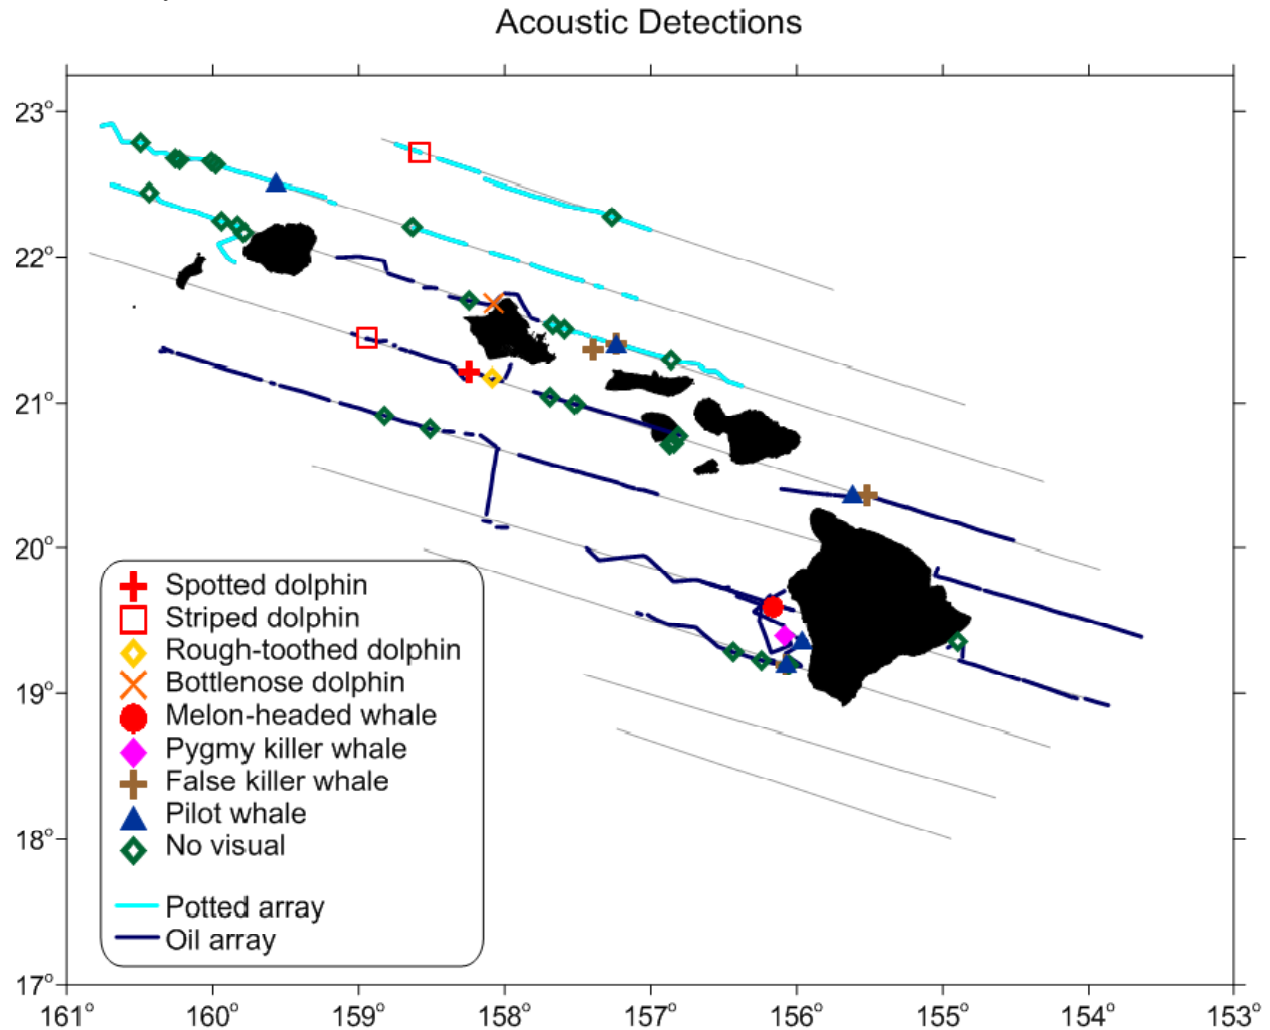 Acoustic Detections
23°
22°
21°
20°
19°
18°
17°
Spotted dolphin
Striped dolphin
Rough-toothed dolphin
Bottlenose dolphin
Melon-headed whale
Pygmy killer whale
False killer whale
Pilot whale
No visual
Potted array
Oil array
161° 160° 159° 158° 157° 156° 155° 154° 153°